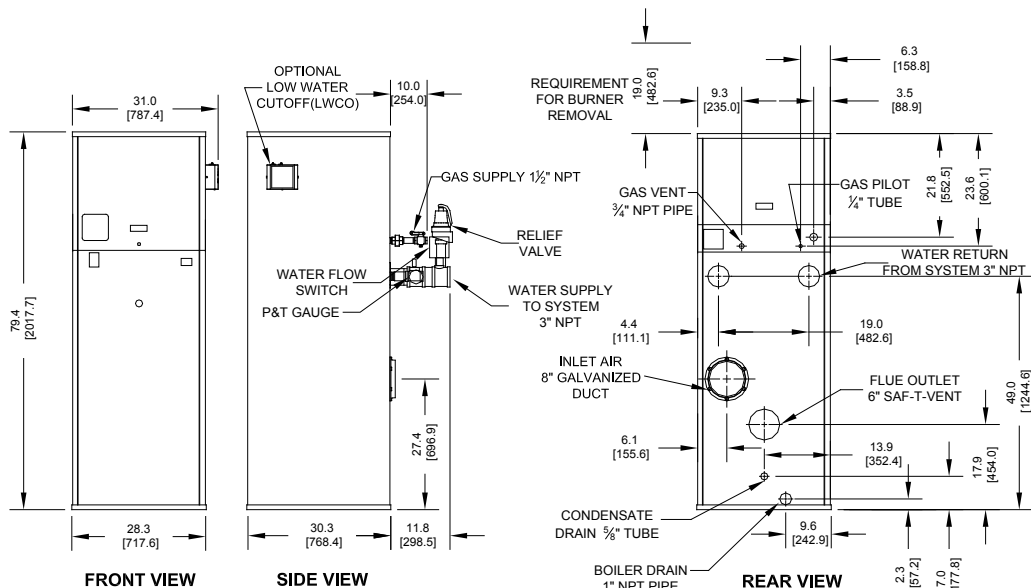 OPTIONAL
LOW WATER
CUTOFF(LWCO)
31.0
[787.4]
10.0
[254.0]
79.4
[2017.7]
GAS SUPPLY 1½" NPT
RELIEF
VALVE
WATER FLOW
SWITCH
P&T GAUGE
WATER SUPPLY
TO SYSTEM
3" NPT
27.4
[696.9]
28.3
[717.6]
30.3
[768.4]
11.8
[298.5]
FRONT VIEW
SIDE VIEW
REQUIREMENT
FOR BURNER
REMOVAL
19.0
[482.6]
6.3
[158.8]
9.3
[235.0]
3.5
[88.9]
21.8
[552.5]
23.6
[600.1]
GAS VENT
¾" NPT PIPE
GAS PILOT
¼" TUBE
WATER RETURN
FROM SYSTEM 3" NPT
4.4
[111.1]
19.0
[482.6]
INLET AIR
8" GALVANIZED
DUCT
FLUE OUTLET
6" SAF-T-VENT
49.0
[1244.6]
6.1
[155.6]
13.9
[352.4]
17.9
[454.0]
CONDENSATE
DRAIN ⅝" TUBE
9.6
[242.9]
BOILER DRAIN
1" NPT PIPE
2.3
[57.2]
7.0
[177.8]
REAR VIEW